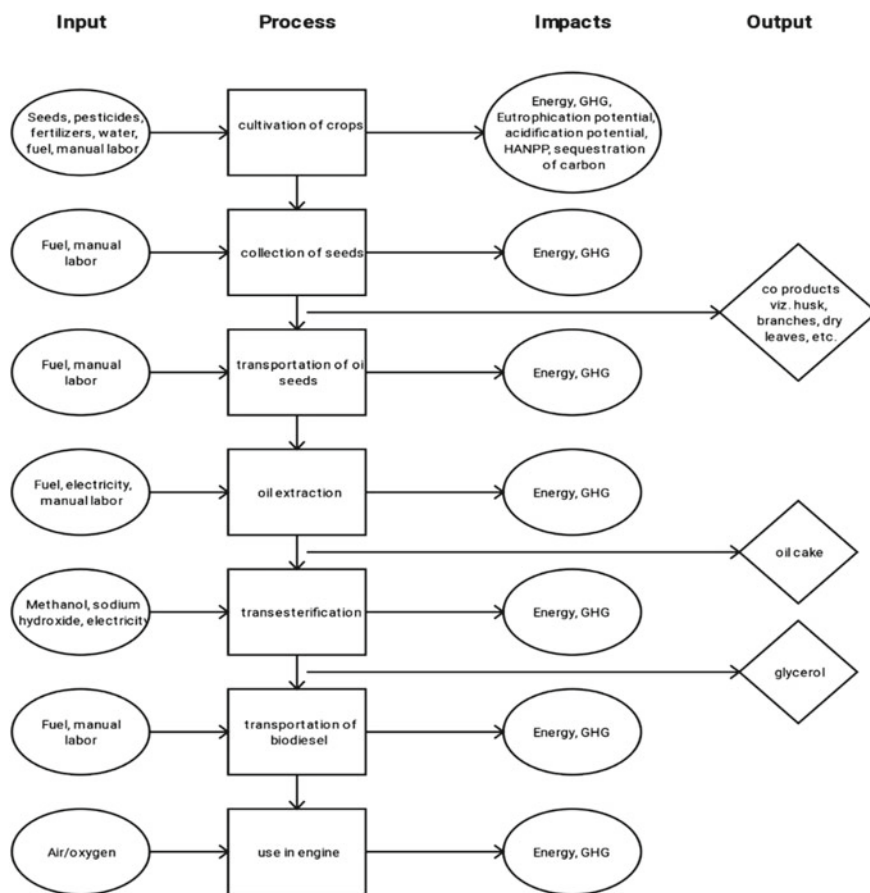 Input
Process
Impacts
Output
Seeds, pesticides,
fertilizers, water,
fuel, manual labor
cultivation of crops
Energy, GHG,
Eutrophication potential,
acidification potential,
HANPP, sequestration
of carbon
Fuel, manual
labor
collection of seeds
Energy, GHG
co products
viz. husk,
branches, dry
leaves, etc.
Fuel, manual
labor
transportation of oi
seeds
Energy, GHG
Fuel, electricity,
manual labor
oil extraction
Energy, GHG
oil cake
Methanol, sodium
hydroxide, electricity
transesterification
Energy, GHG
glycerol
Fuel, manual
labor
transportation of
biodiesel
Energy, GHG
Air/oxygen
use in engine
Energy, GHG